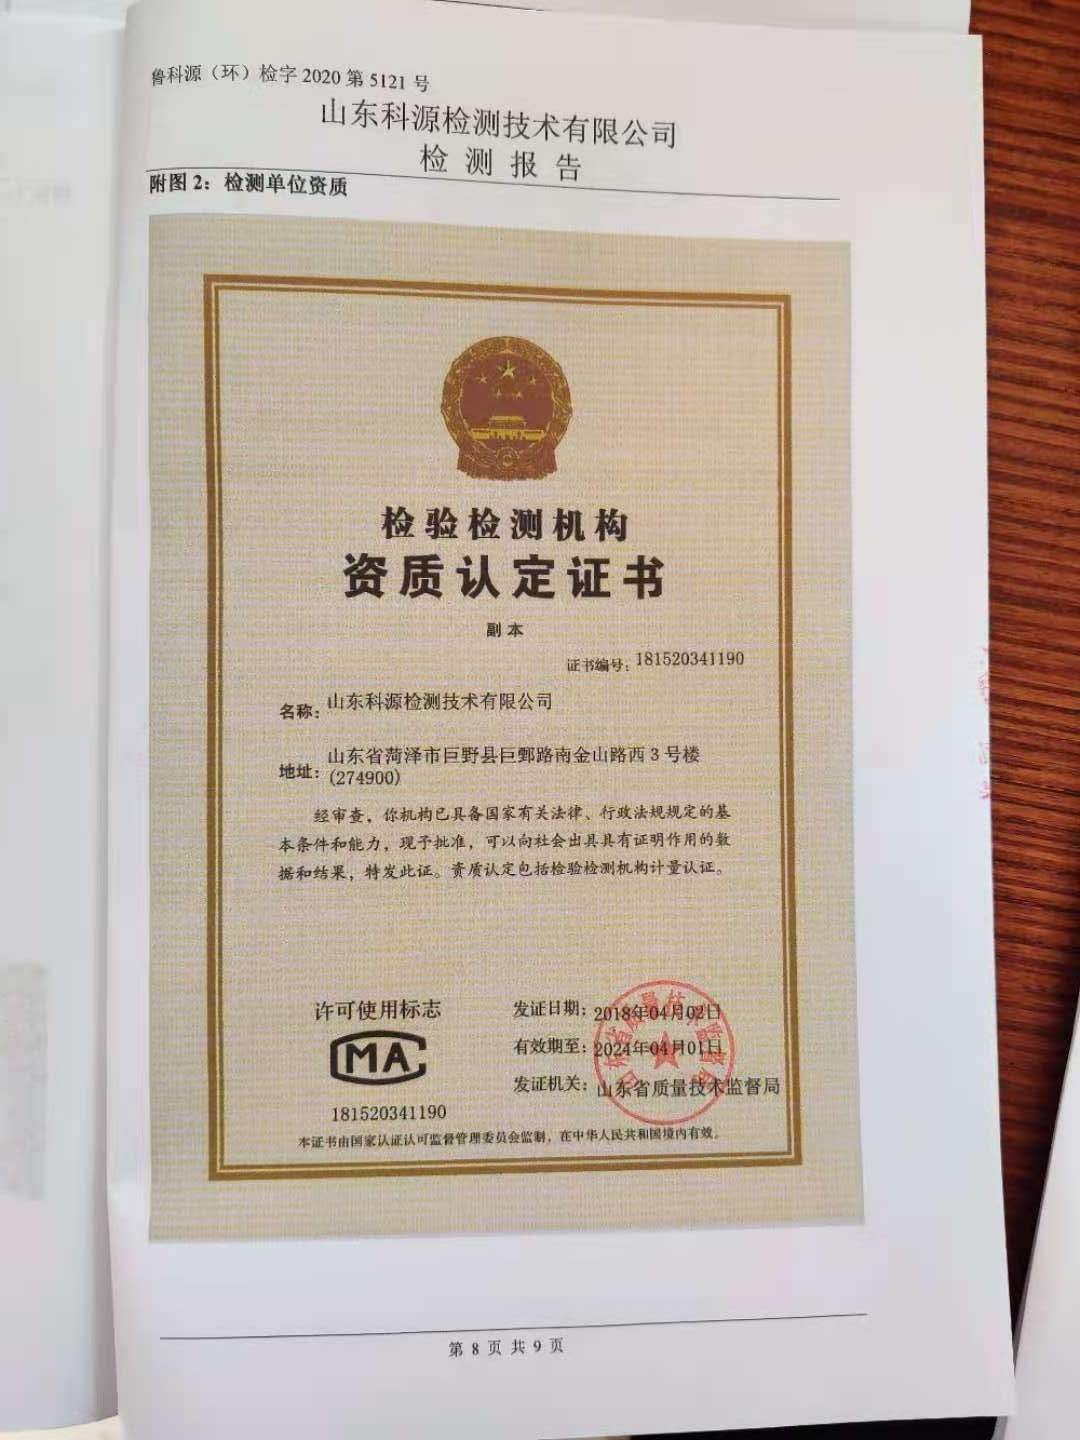 鲁科源（环）检字 2020 第 5121 号
山东科源检测技术有限公司
检 测 报 告
附图 2：检测单位资质
检验检测机构
资质认定证书
副本
证书编号：181520341190
名称：山东科源检测技术有限公司
地址：山东省菏泽市巨野县巨鄄路南金山路西 3 号楼
(274900)
经审查，你机构已具备国家有关法律、行政法规规定的基
本条件和能力，现予批准，可以向社会出具具有证明作用的数
据和结果，特发此证。资质认定包括检验检测机构计量认证。
许可使用标志
MA
181520341190
发证日期：2018年04月02日
有效期至：2024年04月01日
发证机关：山东省质量技术监督局
本证书由国家认证认可监督管理委员会监制，在中华人民共和国境内有效。
第 8 页 共 9 页